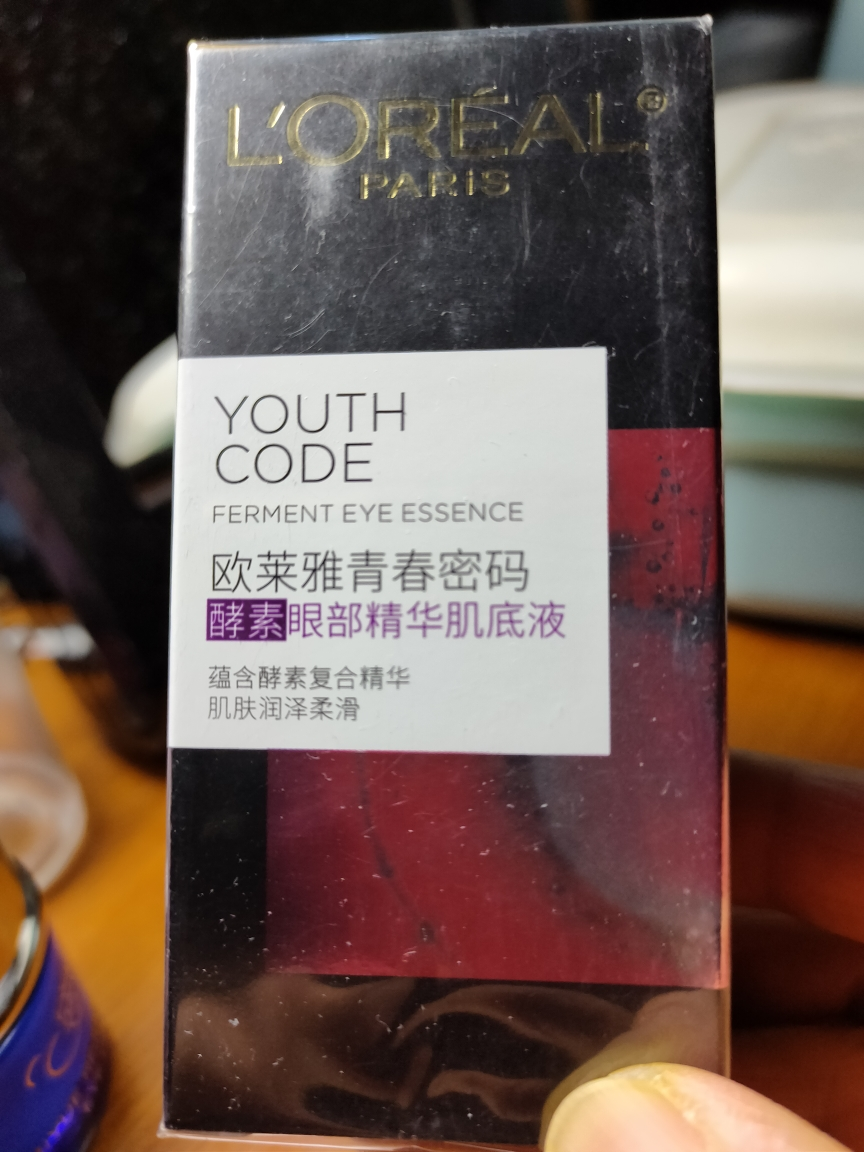 L'ORÉAL®
PARIS
YOUTH
CODE
FERMENT EYE ESSENCE
欧莱雅青春密码
酵素眼部精华肌底液
蕴含酵素复合精华
肌肤润泽柔滑